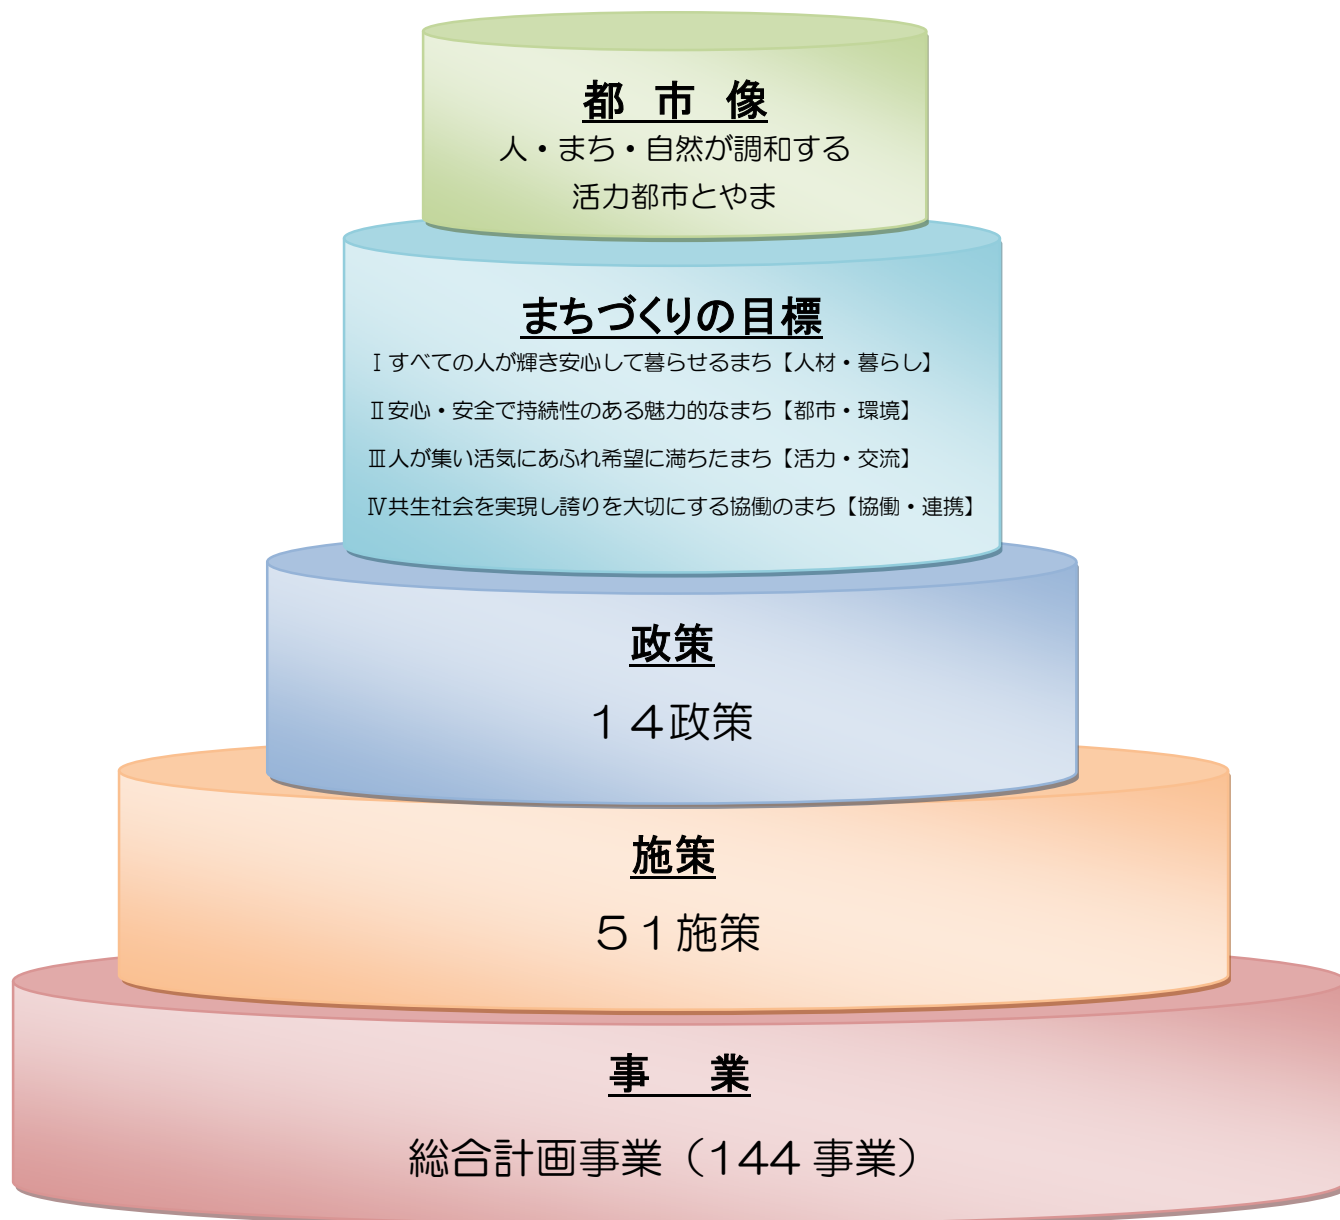 都　市　像
人・まち・自然が調和する
活力都市とやま
まちづくりの目標
Ⅰすべての人が輝き安心して暮らせるまち【人材・暮らし】
Ⅱ安心・安全で持続性のある魅力的なまち【都市・環境】
Ⅲ人が集い活気にあふれ希望に満ちたまち【活力・交流】
Ⅳ共生社会を実現し誇りを大切にする協働のまち【協働・連携】
政策
１４政策
施策
５１施策
事　業
総合計画事業（144 事業）